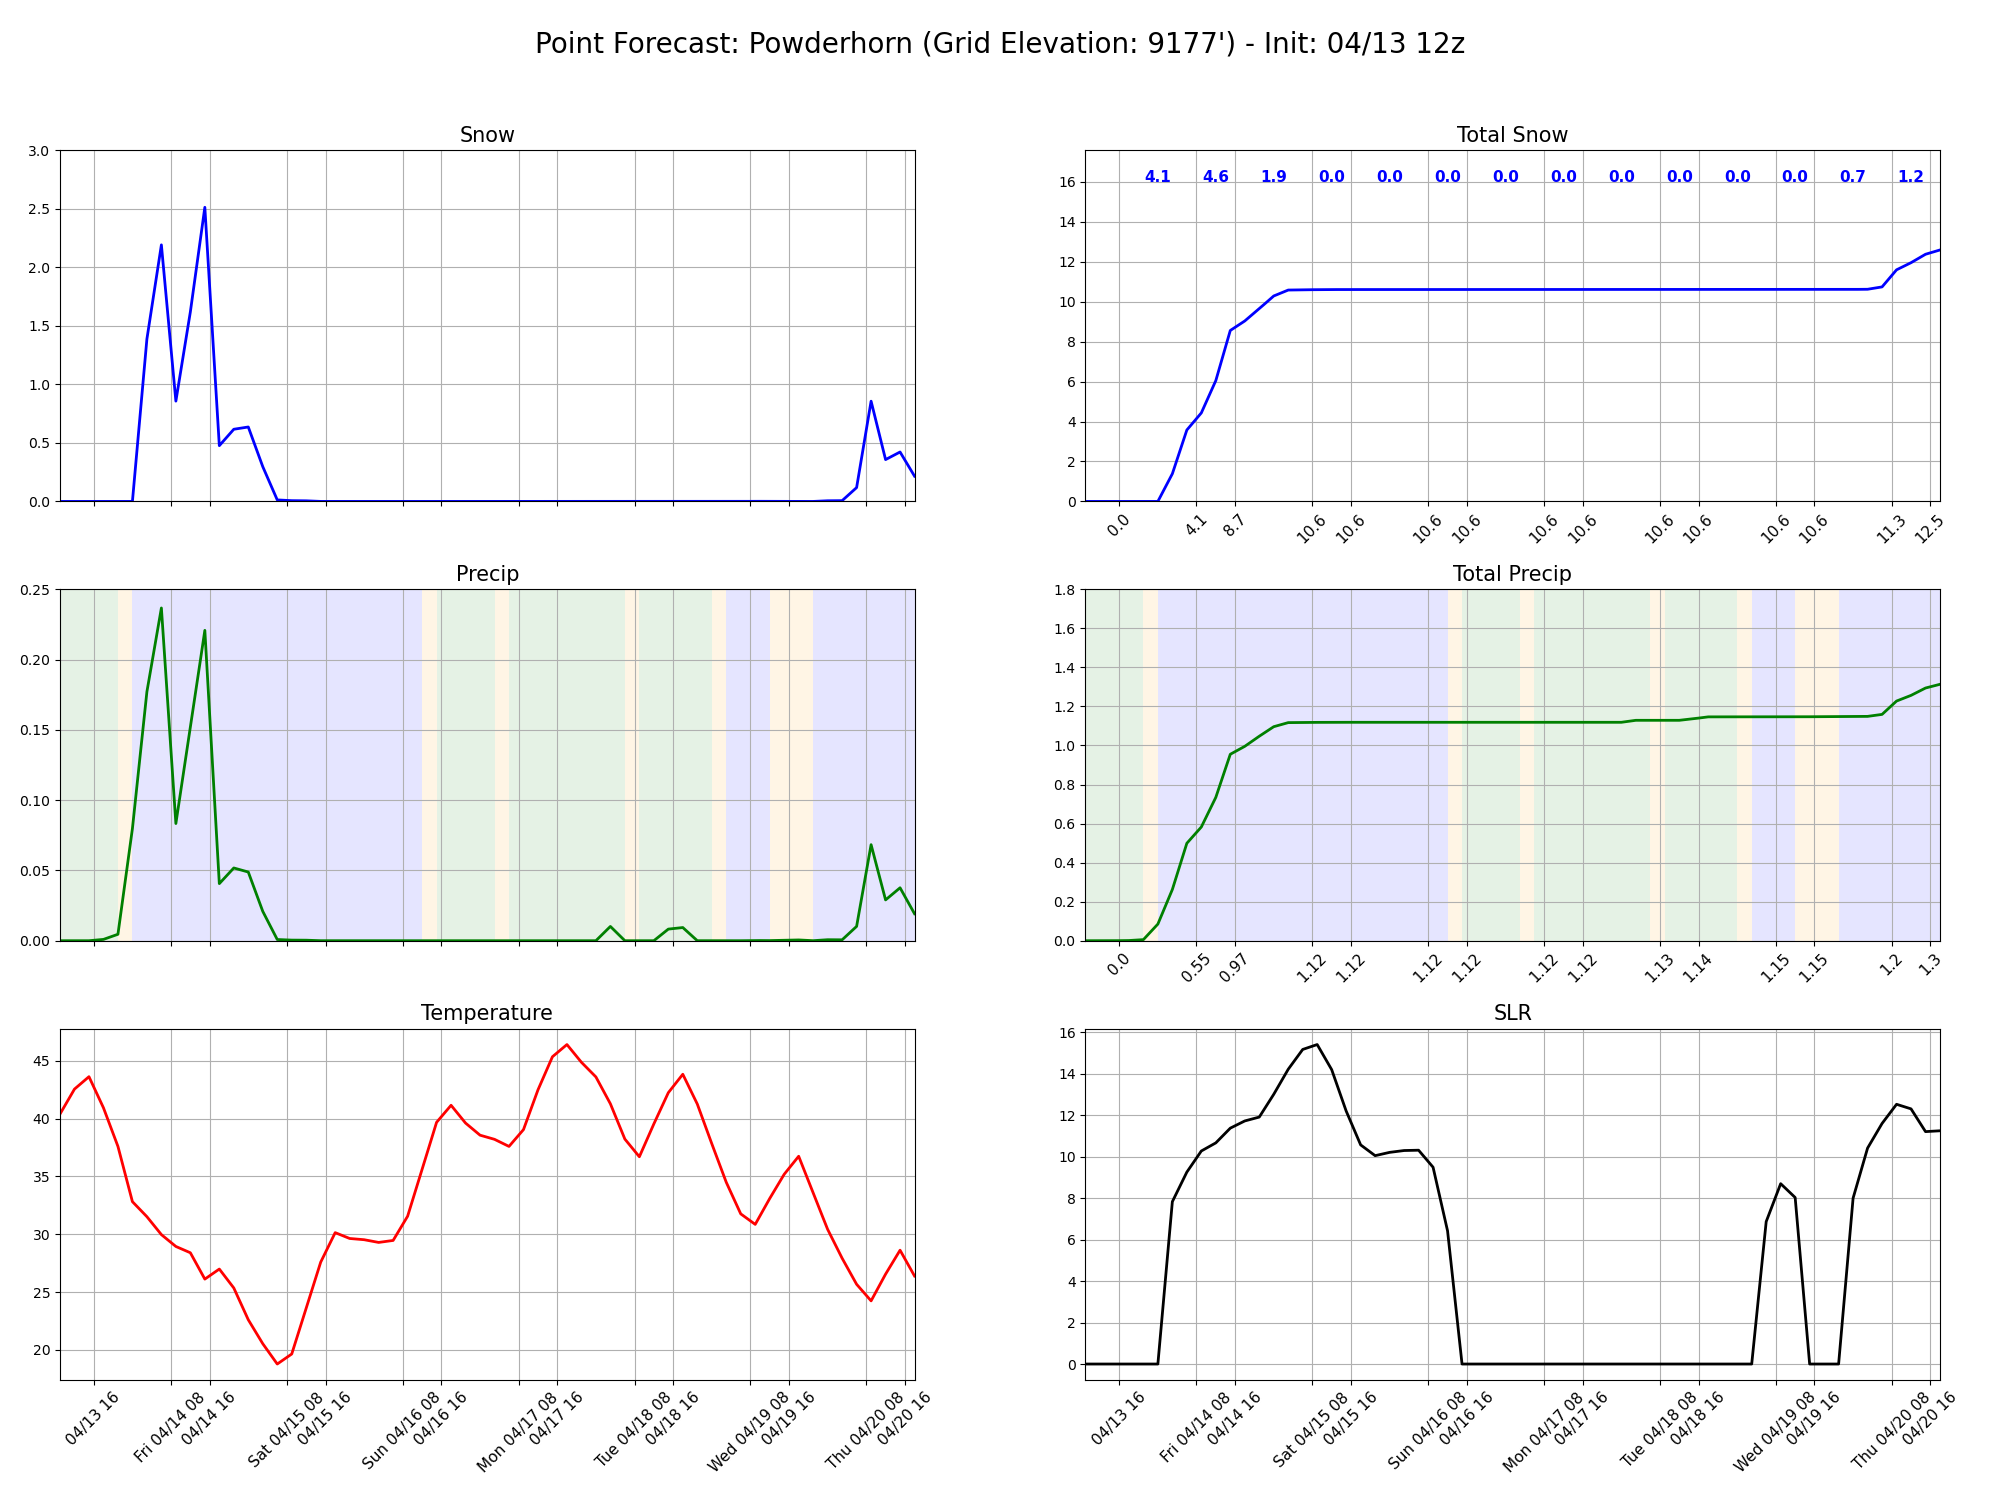 Point Forecast: Powderhorn (Grid Elevation: 9177') - Init: 04/13 12z
Snow
3.0
2.5
2.0
1.5
1.0
0.5
0.0
Total Snow
4.1 4.6 1.9 0.0 0.0 0.0 0.0 0.0 0.0 0.0 0.0 0.0 0.7 1.2
16
14
12
10
8
6
4
2
0
0.0 4.1 8.7 10.6 10.6 10.6 10.6 10.6 10.6 10.6 10.6 10.6 10.6 11.3 12.5
Precip
0.25
0.20
0.15
0.10
0.05
0.00
Total Precip
1.8
1.6
1.4
1.2
1.0
0.8
0.6
0.4
0.2
0.0
0.0 0.55 0.97 1.12 1.12 1.12 1.12 1.12 1.12 1.13 1.14 1.15 1.15 1.2 1.3
Temperature
45
40
35
30
25
20
04/13 16
Fri 04/14 08
04/14 16
Sat 04/15 08
04/15 16
Sun 04/16 08
04/16 16
Mon 04/17 08
04/17 16
Tue 04/18 08
04/18 16
Wed 04/19 08
04/19 16
Thu 04/20 08
04/20 16
SLR
16
14
12
10
8
6
4
2
0
04/13 16
Fri 04/14 08
04/14 16
Sat 04/15 08
04/15 16
Sun 04/16 08
04/16 16
Mon 04/17 08
04/17 16
Tue 04/18 08
04/18 16
Wed 04/19 08
04/19 16
Thu 04/20 08
04/20 16